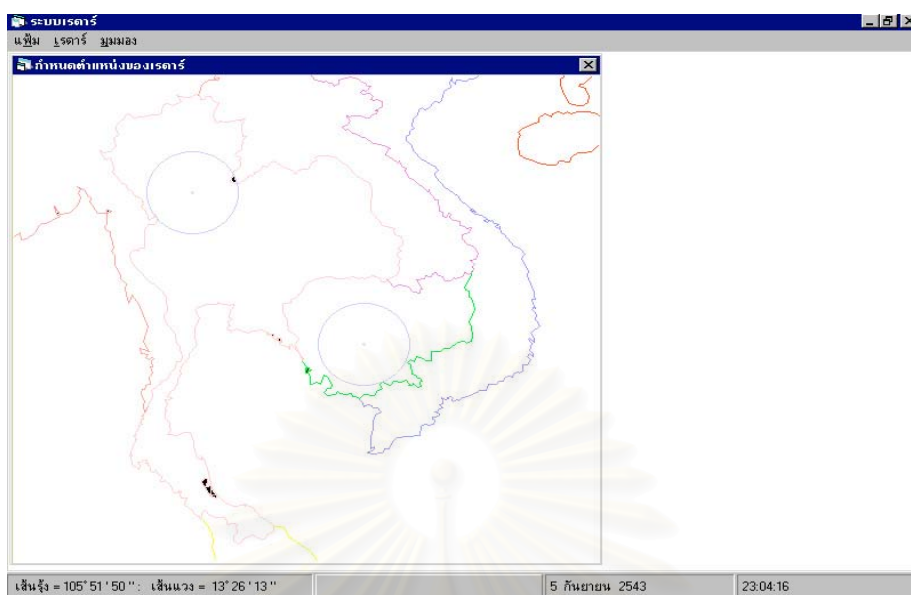 ระบบเรดาร์
แฟ้ม เรดาร์ มุมมอง
กำหนดตำแหน่งของเรดาร์
เส้นรุ้ง = 105° 51 ' 50 " : เส้นแวง = 13° 26 ' 13 "
5 กันยายน 2543
23:04:16